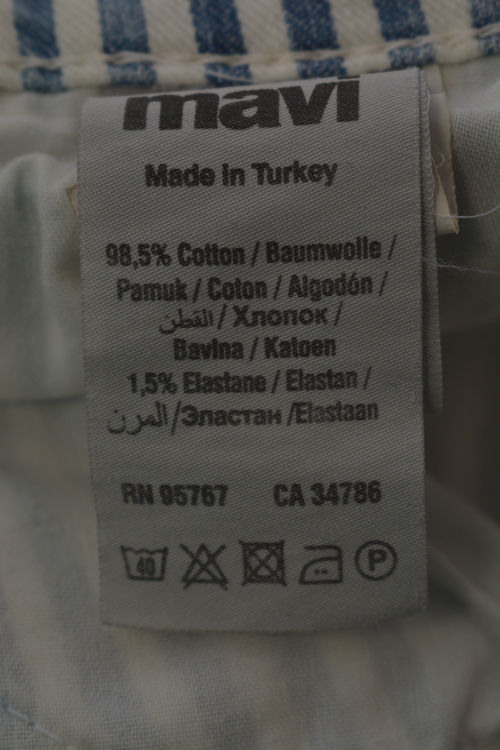 mavi
Made in Turkey
98,5% Cotton / Baumwolle /
Pamuk / Coton / Algodón /
القطن / Хлопок /
Bavlna / Katoen
1,5% Elastane / Elastan /
المرن/Эластан /Elastaan
RN 95767 CA 34786
40 P